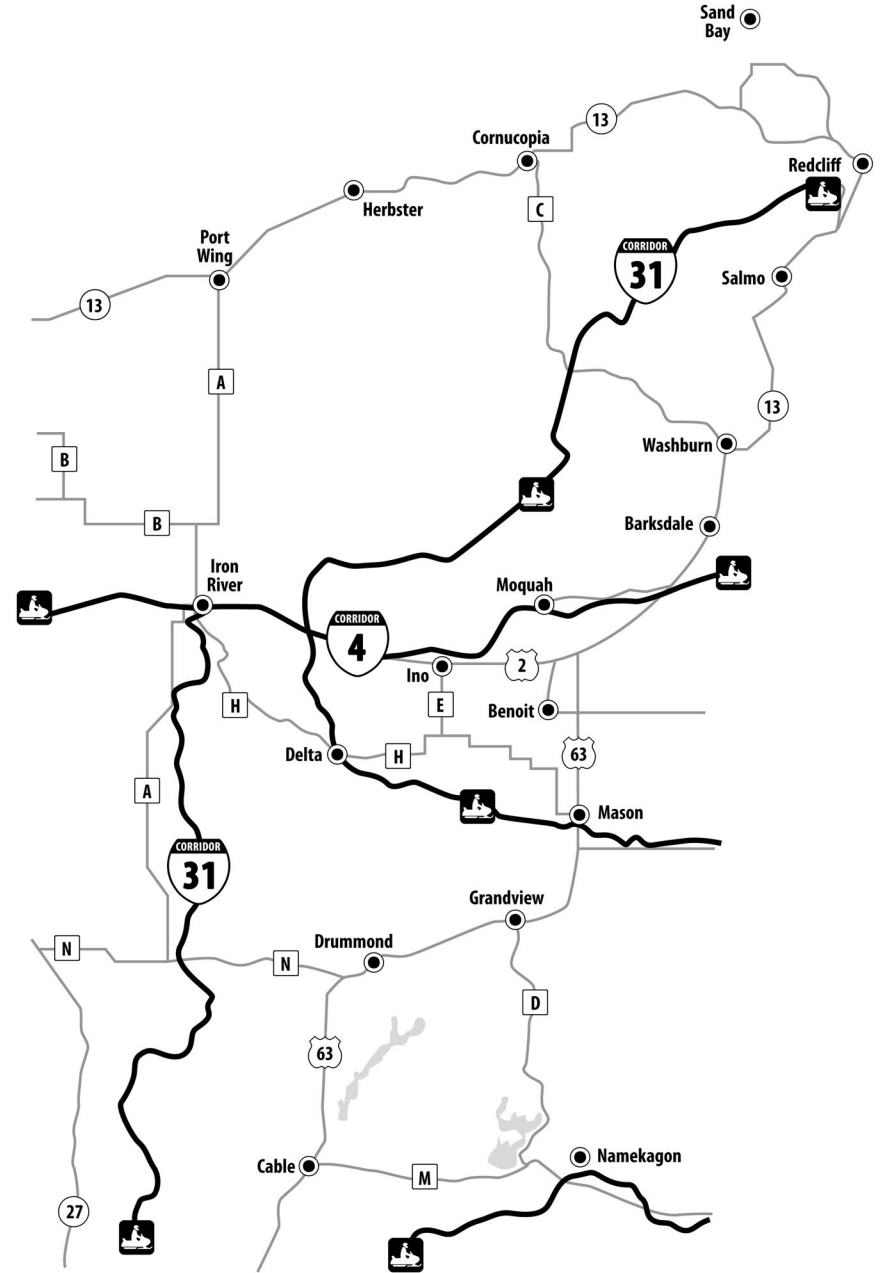 Sand
Bay
13
Cornucopia
Redcliff
Herbster
C
Port
Wing
CORRIDOR
31
Salmo
13
A
13
Washburn
B
B
Barksdale
Iron
River
Moquah
CORRIDOR
4
Ino
2
H
E
Benoit
Delta
H
63
A
Mason
CORRIDOR
31
Grandview
Drummond
N
N
D
63
Cable
M
Namekagon
27